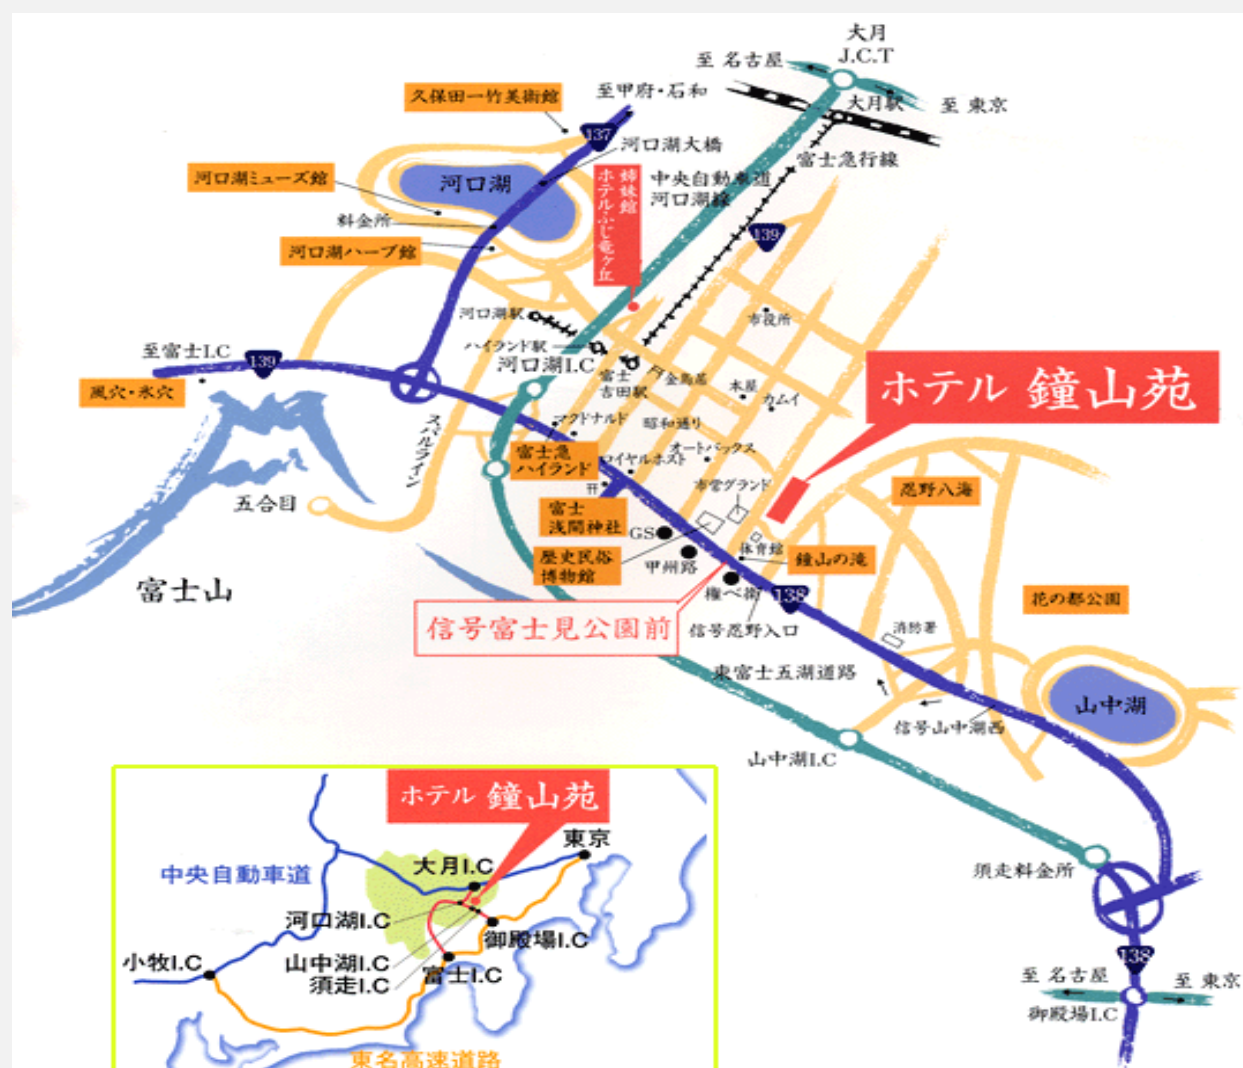 大月
J.C.T
至 名古屋
大月駅
至 東京
久保田一竹美術館
至甲府・石和
137
河口湖大橋
富士急行線
河口湖ミューズ館
河口湖
姉妹館
ホテルふじ竜ヶ丘
中央自動車道
河口湖線
料金所
139
河口湖ハーブ館
河口湖駅
市役所
至富士I.C
139
ハイランド駅
河口湖I.C
富士
吉田駅
金鳥居
ホテル 鐘山苑
風穴・氷穴
本屋
カムイ
スバルライン
マクドナルド
昭和通り
富士急
ハイランド
ロイヤルホスト
オートバックス
市営グランド
忍野八海
五合目
富士
浅間神社
GS
歴史民俗
博物館
甲州路
体育館
鐘山の滝
富士山
権べ衛
138
花の都公園
信号富士見公園前
信号忍野入口
消防署
東富士五湖道路
山中湖
信号山中湖西
山中湖I.C
須走料金所
138
至 名古屋
至 東京
御殿場I.C
ホテル 鐘山苑
東京
中央自動車道
大月I.C
河口湖I.C
御殿場I.C
小牧I.C
山中湖I.C
須走I.C
富士I.C
東名高速道路